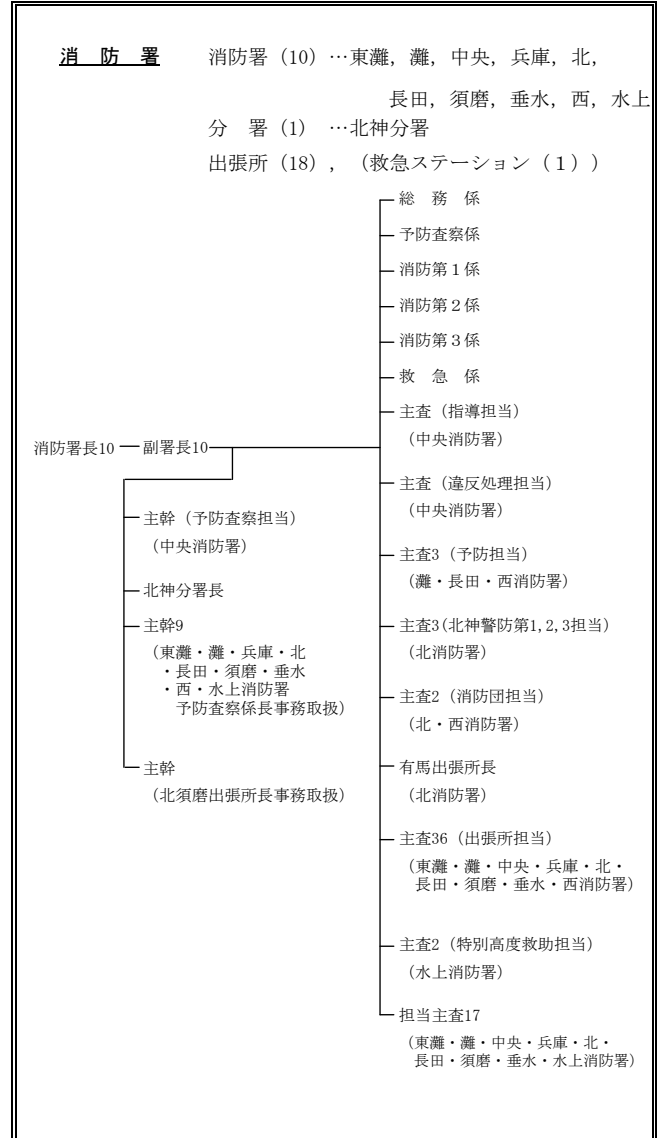 消 防 署 消防署（10）…東灘，灘，中央，兵庫，北，
長田，須磨，垂水，西，水上
分 署（1） …北神分署
出張所（18），（救急ステーション（１））
総 務 係
予防査察係
消防第１係
消防第２係
消防第３係
救 急 係
主査（指導担当）
（中央消防署）
消防署長10 副署長10
主査（違反処理担当）
（中央消防署）
主幹（予防査察担当）
（中央消防署）
主査3（予防担当）
（灘・長田・西消防署）
北神分署長
主幹9
（東灘・灘・兵庫・北
・長田・須磨・垂水
・西・水上消防署
予防査察係長事務取扱）
主査3(北神警防第1,2,3担当)
（北消防署）
主査2（消防団担当）
（北・西消防署）
主幹
（北須磨出張所長事務取扱）
有馬出張所長
（北消防署）
主査36（出張所担当）
（東灘・灘・中央・兵庫・北・
長田・須磨・垂水・西消防署）
主査2（特別高度救助担当）
（水上消防署）
担当主査17
（東灘・灘・中央・兵庫・北・
長田・須磨・垂水・水上消防署）